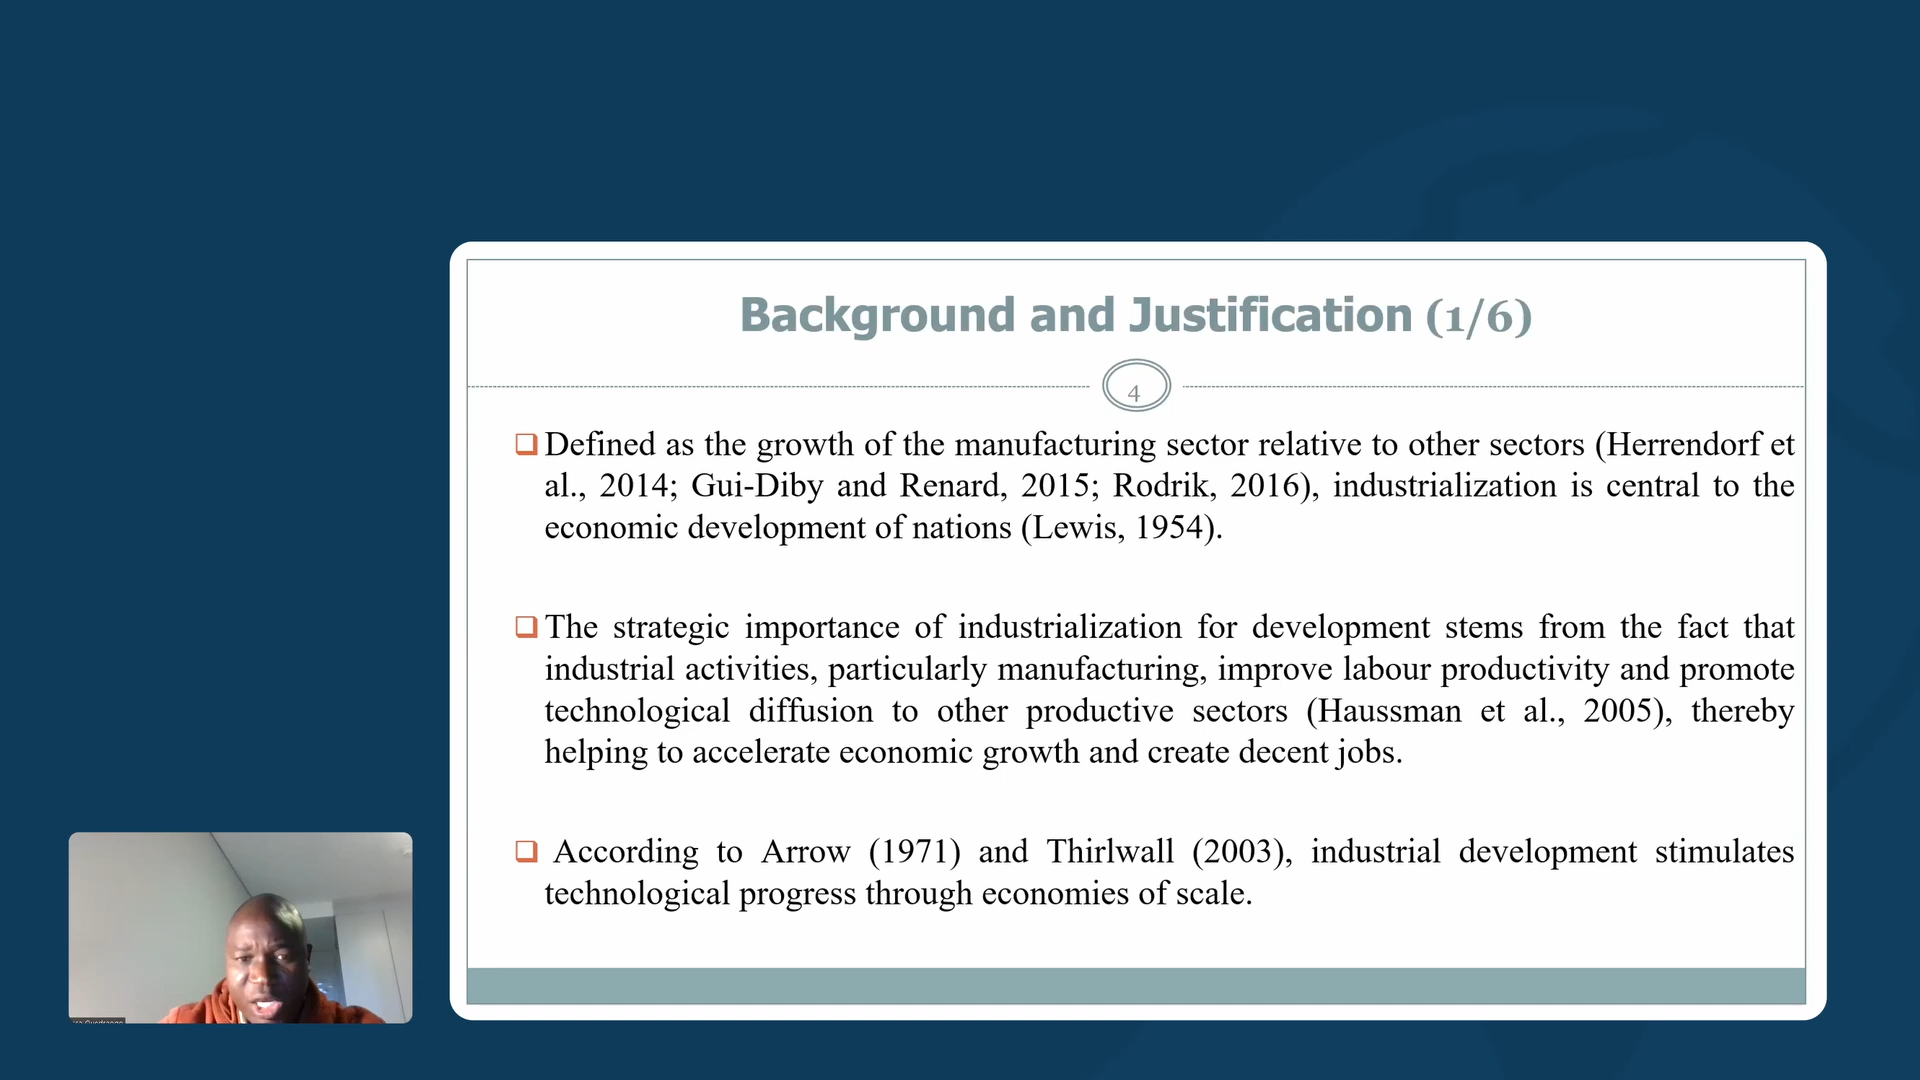 Background and Justification (1/6)
4
Defined as the growth of the manufacturing sector relative to other sectors (Herrendorf et
al., 2014; Gui-Diby and Renard, 2015; Rodrik, 2016), industrialization is central to the
economic development of nations (Lewis, 1954).
The strategic importance of industrialization for development stems from the fact that
industrial activities, particularly manufacturing, improve labour productivity and promote
technological diffusion to other productive sectors (Haussman et al., 2005), thereby
helping to accelerate economic growth and create decent jobs.
According to Arrow (1971) and Thirlwall (2003), industrial development stimulates
technological progress through economies of scale.